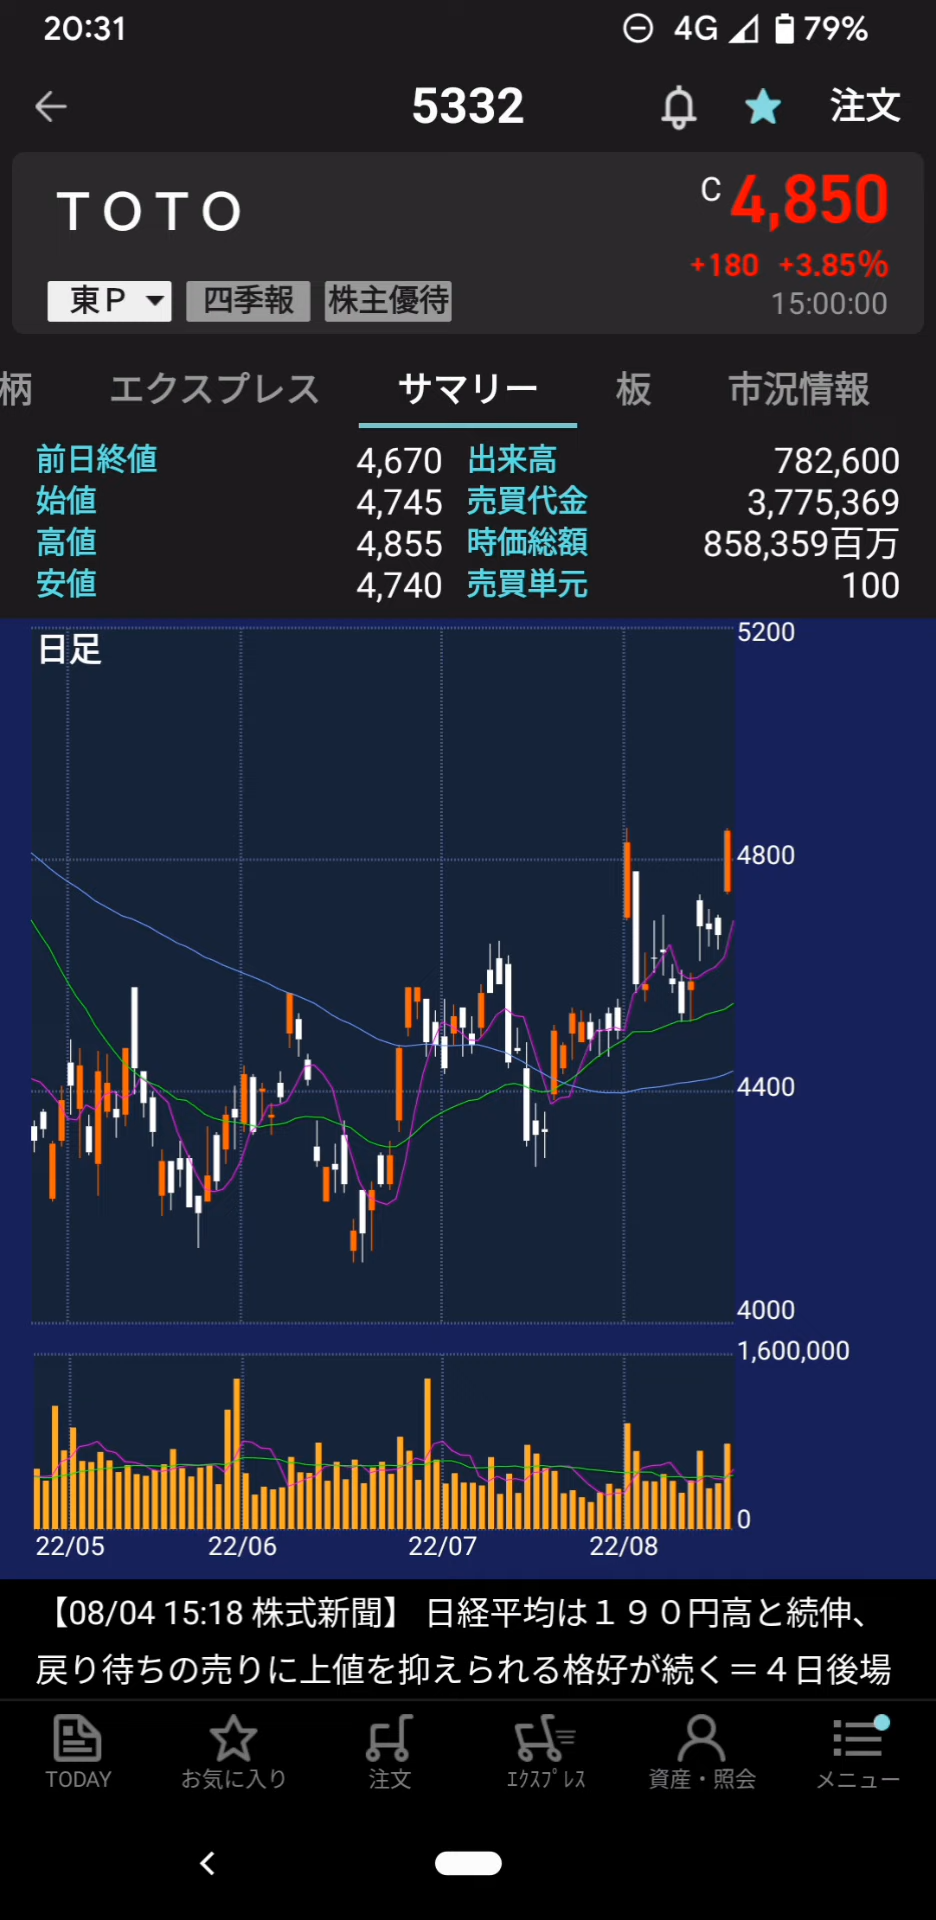 20:31 4G 79%
5332 注文
ＴＯＴＯ C 4,850
+180 +3.85%
東Ｐ 四季報 株主優待 15:00:00
柄 エクスプレス サマリー 板 市況情報
前日終値 4,670 出来高 782,600
始値 4,745 売買代金 3,775,369
高値 4,855 時価総額 858,359百万
安値 4,740 売買単元 100
日足 5200
4800
4400
4000
1,600,000
0
22/05 22/06 22/07 22/08
【08/04 15:18 株式新聞】 日経平均は１９０円高と続伸、
戻り待ちの売りに上値を抑えられる格好が続く＝４日後場
TODAY お気に入り 注文 ｴｸｽﾌﾟﾚｽ 資産・照会 メニュー